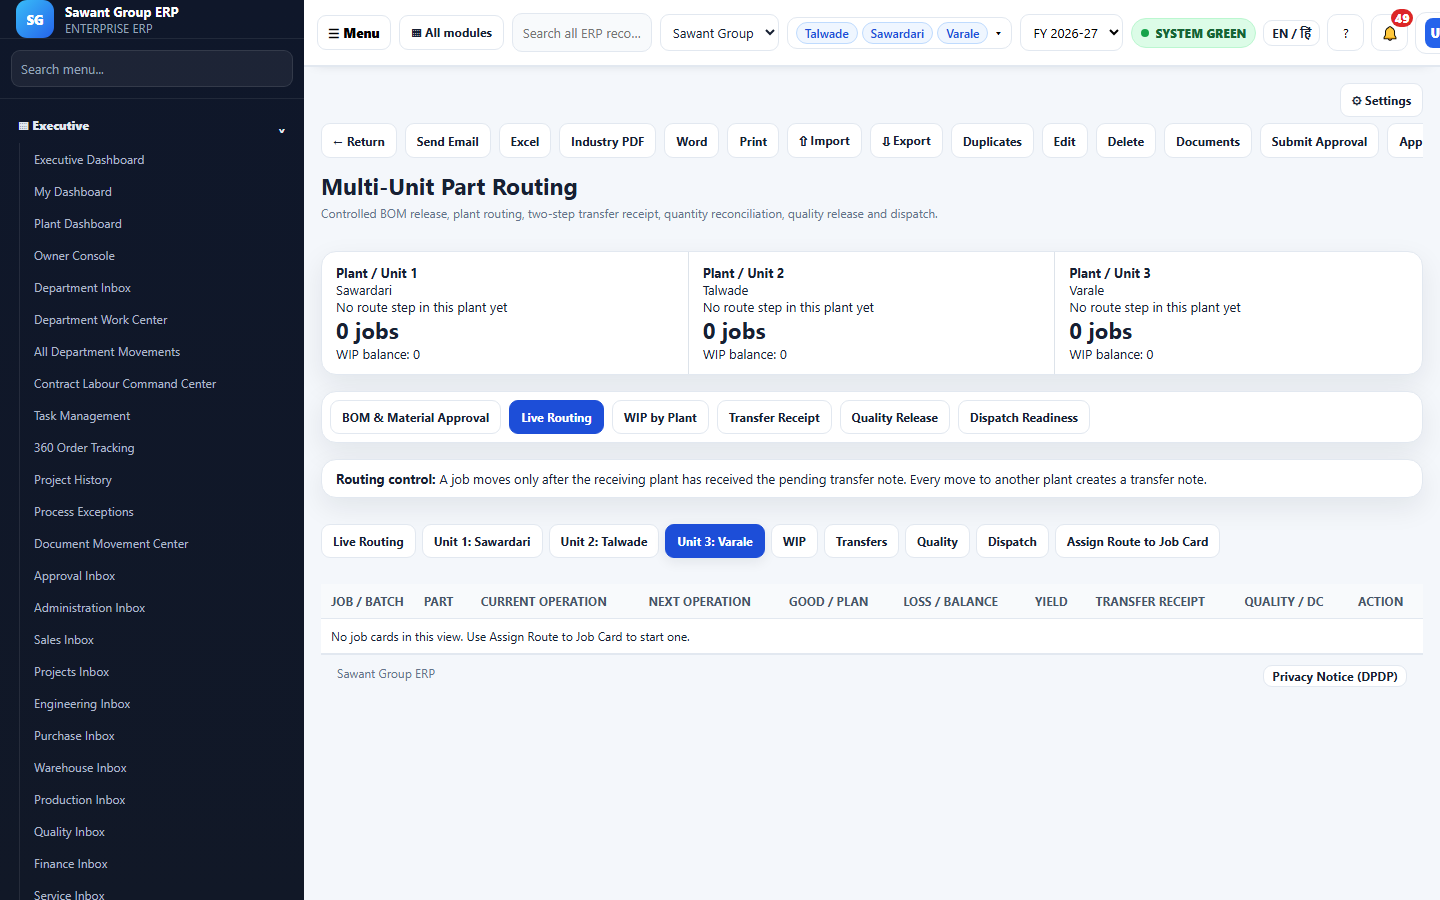 SG
Sawant Group ERP
ENTERPRISE ERP
Search menu...
Executive
Executive Dashboard
My Dashboard
Plant Dashboard
Owner Console
Department Inbox
Department Work Center
All Department Movements
Contract Labour Command Center
Task Management
360 Order Tracking
Project History
Process Exceptions
Document Movement Center
Approval Inbox
Administration Inbox
Sales Inbox
Projects Inbox
Engineering Inbox
Purchase Inbox
Warehouse Inbox
Production Inbox
Quality Inbox
Finance Inbox
Service Inbox
☰ Menu
All modules
Search all ERP reco...
Sawant Group
Talwade Sawardari Varale
FY 2026-27
SYSTEM GREEN
EN / हिं
?
49
U
⚙ Settings
← Return
Send Email
Excel
Industry PDF
Word
Print
⇧ Import
⇩ Export
Duplicates
Edit
Delete
Documents
Submit Approval
App
Multi-Unit Part Routing
Controlled BOM release, plant routing, two-step transfer receipt, quantity reconciliation, quality release and dispatch.
Plant / Unit 1
Sawardari
No route step in this plant yet
0 jobs
WIP balance: 0
Plant / Unit 2
Talwade
No route step in this plant yet
0 jobs
WIP balance: 0
Plant / Unit 3
Varale
No route step in this plant yet
0 jobs
WIP balance: 0
BOM & Material Approval
Live Routing
WIP by Plant
Transfer Receipt
Quality Release
Dispatch Readiness
Routing control: A job moves only after the receiving plant has received the pending transfer note. Every move to another plant creates a transfer note.
Live Routing
Unit 1: Sawardari
Unit 2: Talwade
Unit 3: Varale
WIP
Transfers
Quality
Dispatch
Assign Route to Job Card
JOB / BATCH PART CURRENT OPERATION NEXT OPERATION GOOD / PLAN LOSS / BALANCE YIELD TRANSFER RECEIPT QUALITY / DC ACTION
No job cards in this view. Use Assign Route to Job Card to start one.
Sawant Group ERP
Privacy Notice (DPDP)